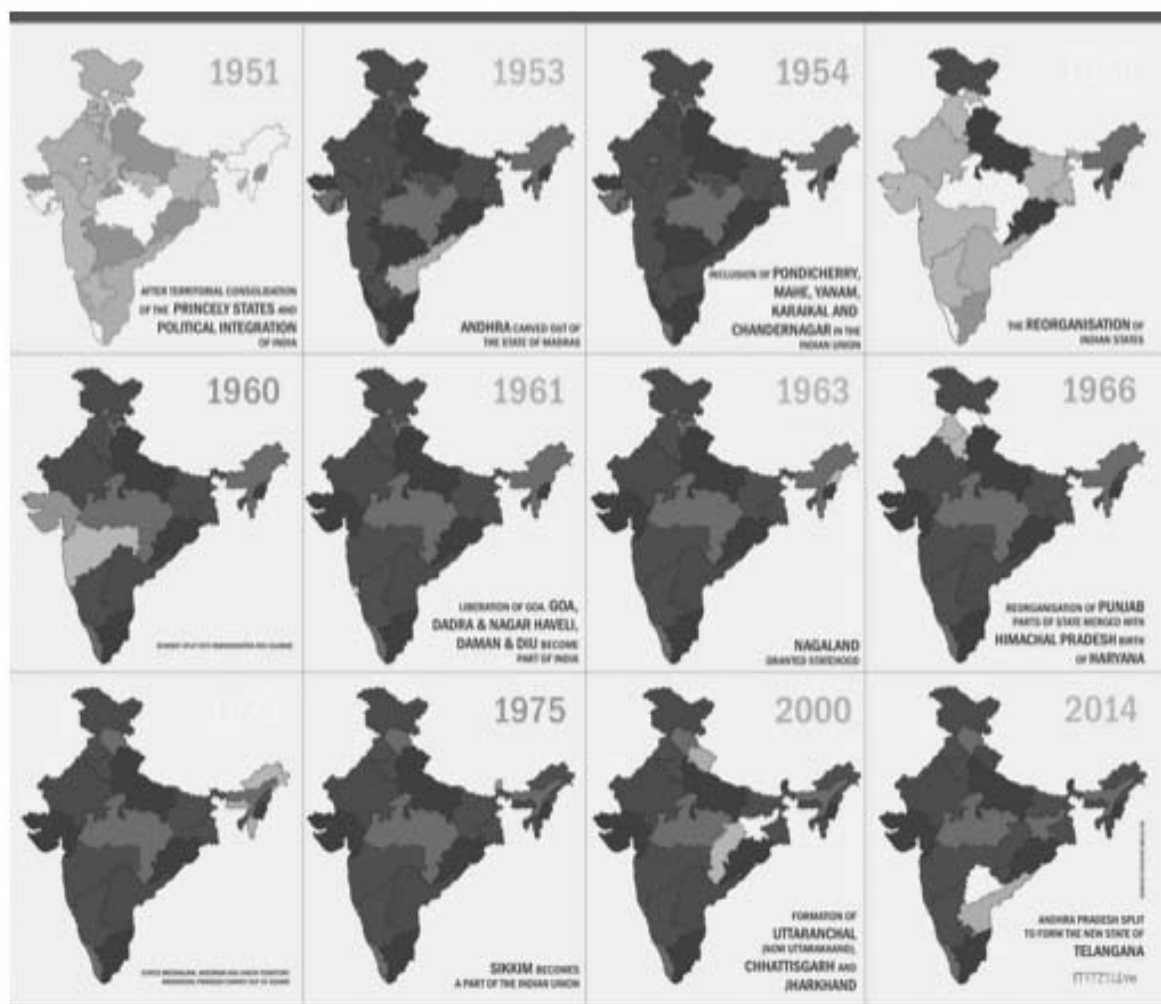 1951
AFTER TERRITORIAL CONSOLIDATION
OF THE PRINCELY STATES AND
POLITICAL INTEGRATION
OF INDIA
1953
ANDHRA CARVED OUT OF
THE STATE OF MADRAS
1954
INCLUSION OF PONDICHERRY,
MAHE, YANAM,
KARAIKAL AND
CHANDERNAGAR IN THE
INDIAN UNION
THE REORGANISATION OF
INDIAN STATES
1960
1961
LIBERATION OF GOA. GOA,
DADRA & NAGAR HAVELI,
DAMAN & DIU BECOME
PART OF INDIA
1963
NAGALAND
GRANTED STATEHOOD
1966
REORGANISATION OF PUNJAB
PARTS OF STATE MERGED WITH
HIMACHAL PRADESH BIRTH
OF HARYANA
1975
SIKKIM BECOMES
A PART OF THE INDIAN UNION
2000
FORMATION OF
UTTARANCHAL
(NOW UTTARAKHAND),
CHHATTISGARH AND
JHARKHAND
2014
ANDHRA PRADESH SPLIT
TO FORM THE NEW STATE OF
TELANGANA